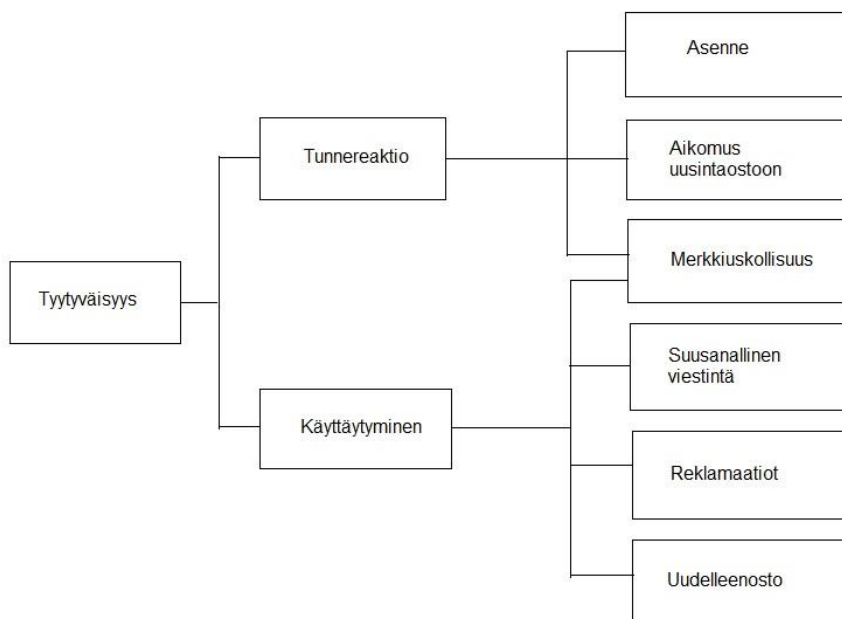 Asenne
Tunnereaktio
Aikomus
uusintaostoon
Merkkiuskollisuus
Tyytyväisyys
Suusanallinen
viestintä
Käyttäytyminen
Reklamaatiot
Uudelleenosto